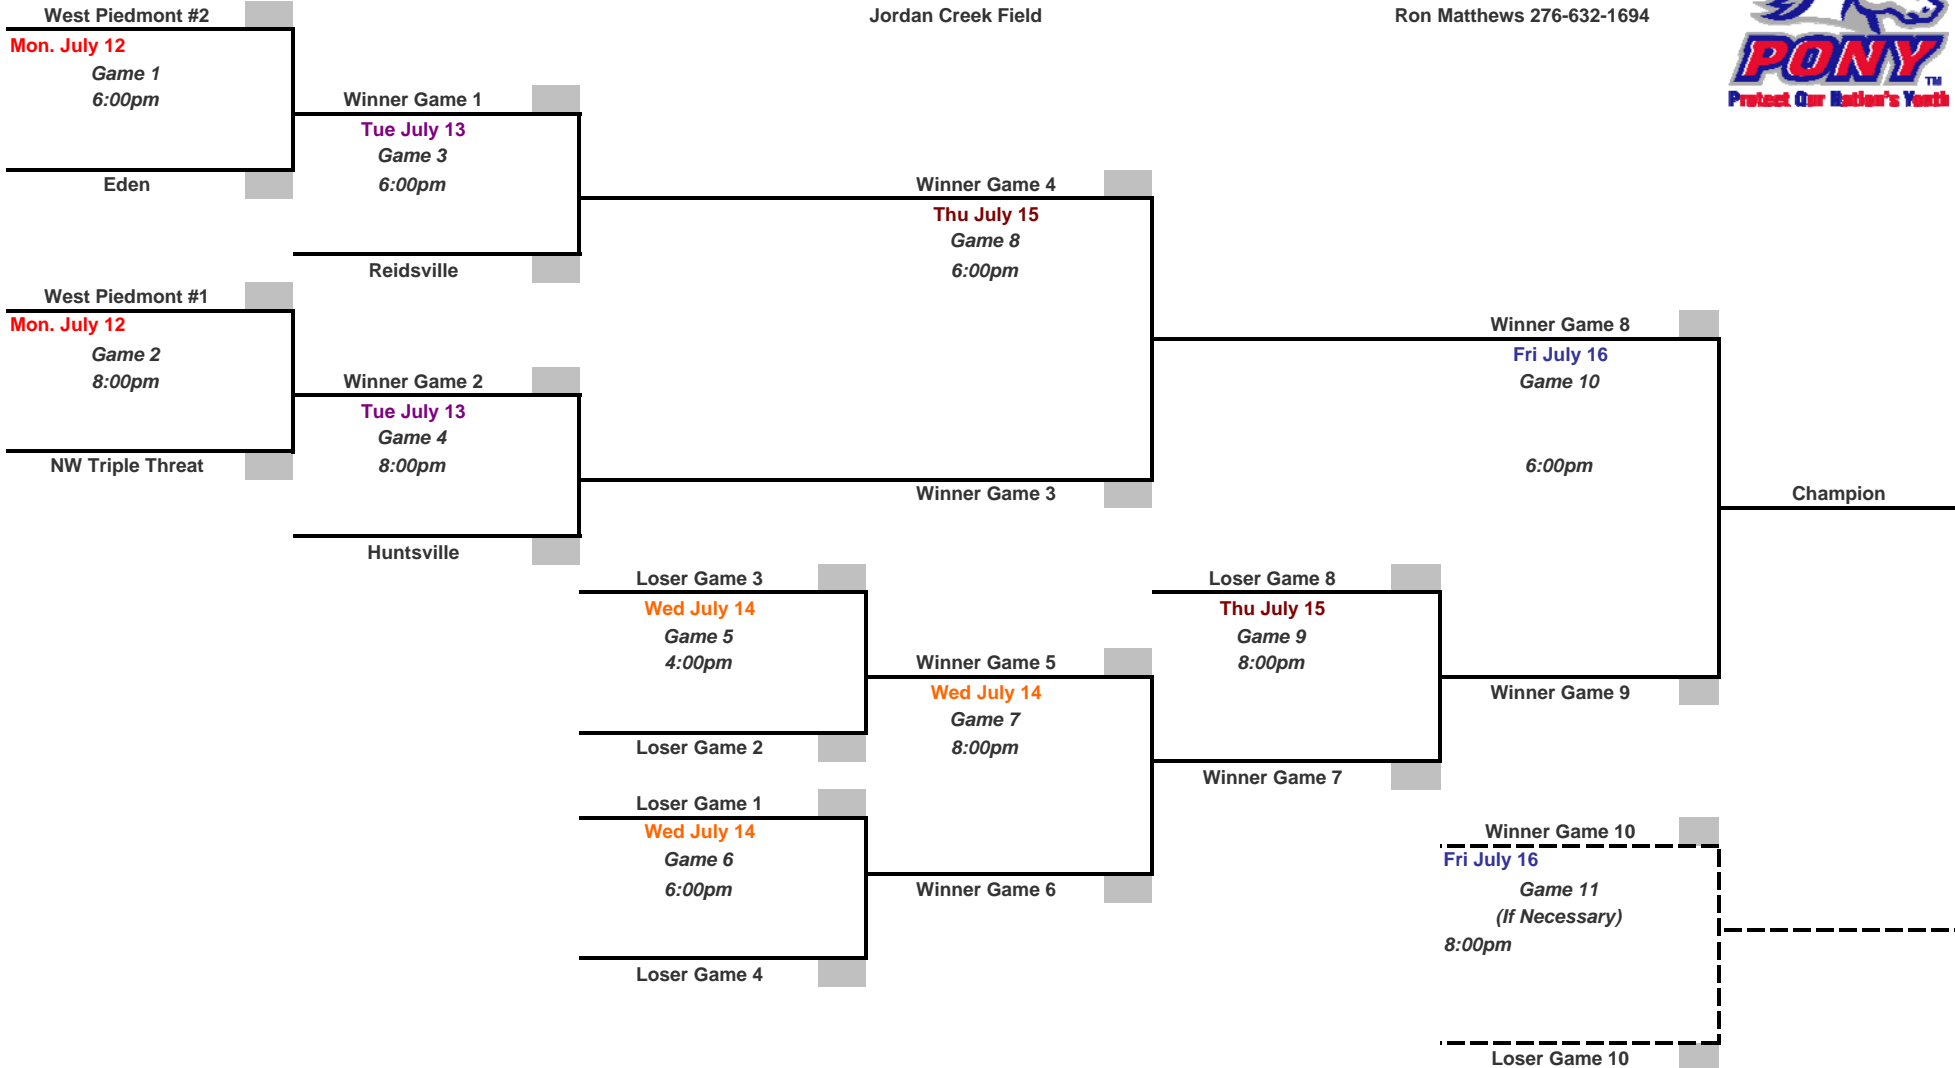 West Piedmont #2
Jordan Creek Field
Ron Matthews 276-632-1694
PONY TM
Protect Our Nation's Youth
Mon. July 12
Game 1
6:00pm
Eden
Winner Game 1
Tue July 13
Game 3
6:00pm
Reidsville
West Piedmont #1
Mon. July 12
Game 2
8:00pm
NW Triple Threat
Winner Game 2
Tue July 13
Game 4
8:00pm
Huntsville
Winner Game 4
Thu July 15
Game 8
6:00pm
Winner Game 3
Winner Game 8
Fri July 16
Game 10
6:00pm
Winner Game 9
Champion
Loser Game 3
Wed July 14
Game 5
4:00pm
Loser Game 2
Loser Game 1
Wed July 14
Game 6
6:00pm
Loser Game 4
Winner Game 5
Wed July 14
Game 7
8:00pm
Winner Game 6
Loser Game 8
Thu July 15
Game 9
8:00pm
Winner Game 7
Winner Game 10
Fri July 16
Game 11
(If Necessary)
8:00pm
Loser Game 10